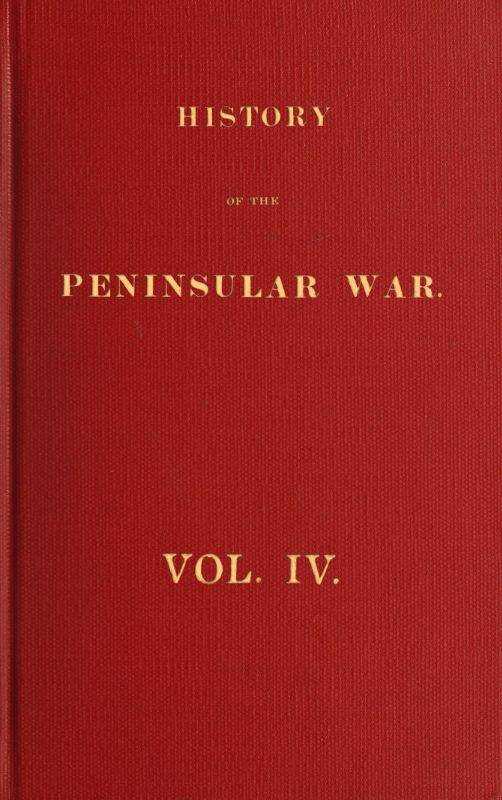 HISTORY
OF THE
PENINSULAR WAR.
VOL. IV.